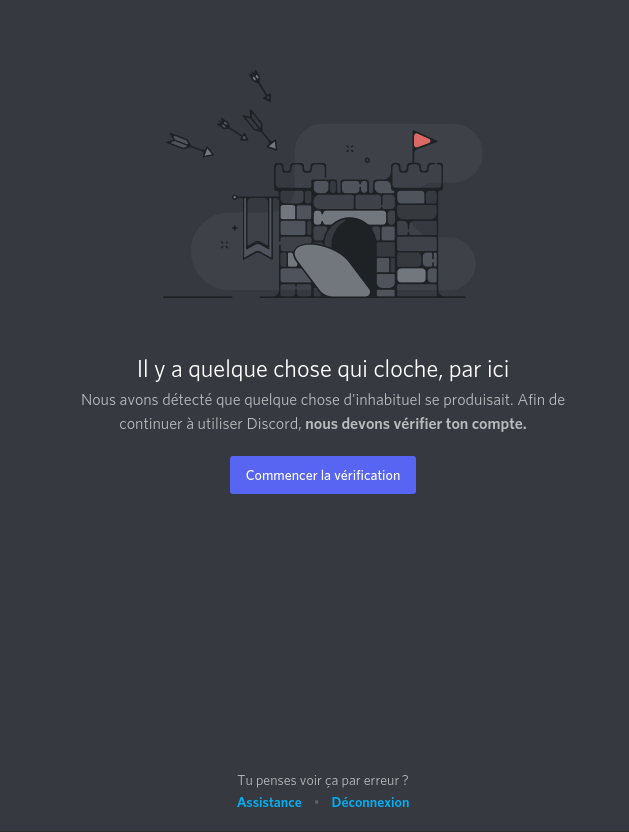 Il y a quelque chose qui cloche, par ici
Nous avons détecté que quelque chose d'inhabituel se produisait. Afin de
continuer à utiliser Discord, nous devons vérifier ton compte.
Commencer la vérification
Tu penses voir ça par erreur ?
Assistance • Déconnexion